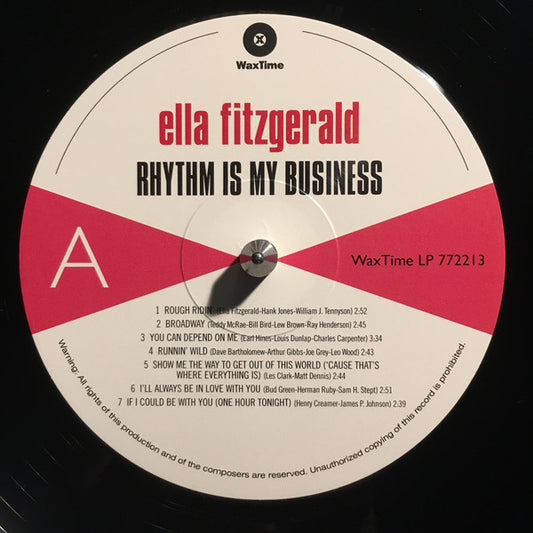 WaxTime
ella fitzgerald
RHYTHM IS MY BUSINESS
A
WaxTime LP 772213
1 ROUGH RIDIN' (Ella Fitzgerald-Hank Jones-William J. Tennyson) 2:52
2 BROADWAY (Teddy McRae-Bill Bird-Lew Brown-Ray Henderson) 2:45
3 YOU CAN DEPEND ON ME (Earl Hines-Louis Dunlap-Charles Carpenter) 3:34
4 RUNNIN' WILD (Dave Bartholomew-Arthur Gibbs-Joe Grey-Leo Wood) 2:43
5 SHOW ME THE WAY TO GET OUT OF THIS WORLD ('CAUSE THAT'S
WHERE EVERYTHING IS) (Les Clark-Matt Dennis) 2:44
6 I'LL ALWAYS BE IN LOVE WITH YOU (Bud Green-Herman Ruby-Sam H. Stept) 2:51
7 IF I COULD BE WITH YOU (ONE HOUR TONIGHT) (Henry Creamer-James P. Johnson) 2:39
Warning: All rights of this production and of the composers are reserved. Unauthorized copying of this record is prohibited.